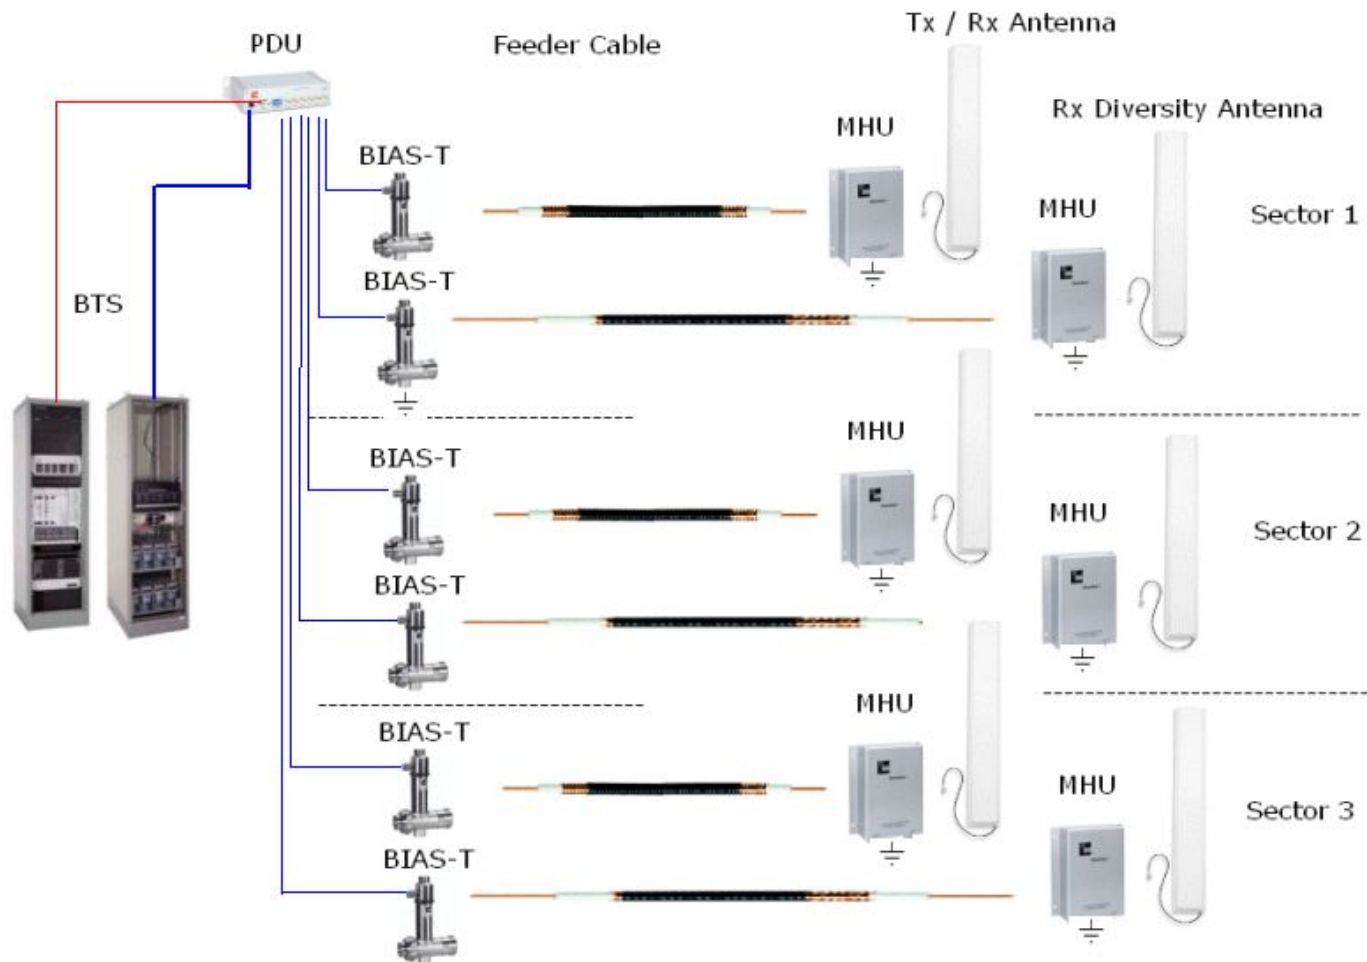 Tx / Rx Antenna
PDU
Feeder Cable
Rx Diversity Antenna
MHU
BIAS-T
MHU
Sector 1
BIAS-T
BTS
MHU
BIAS-T
MHU
Sector 2
BIAS-T
MHU
BIAS-T
MHU
Sector 3
BIAS-T